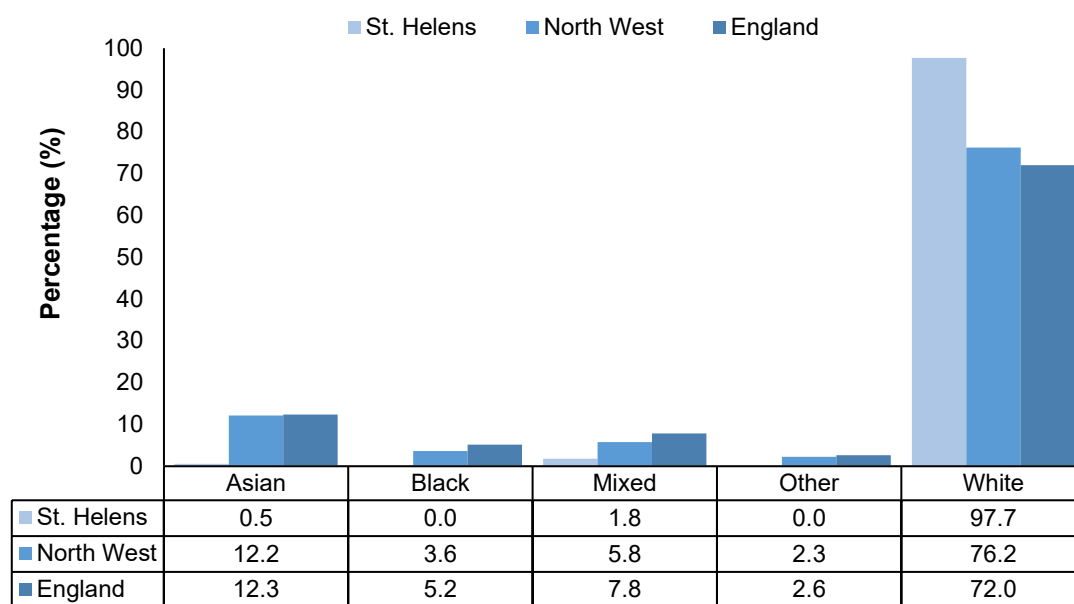 St. Helens North West England
Percentage (%)
100
90
80
70
60
50
40
30
20
10
0
Asian Black Mixed Other White
St. Helens 0.5 0.0 1.8 0.0 97.7
North West 12.2 3.6 5.8 2.3 76.2
England 12.3 5.2 7.8 2.6 72.0